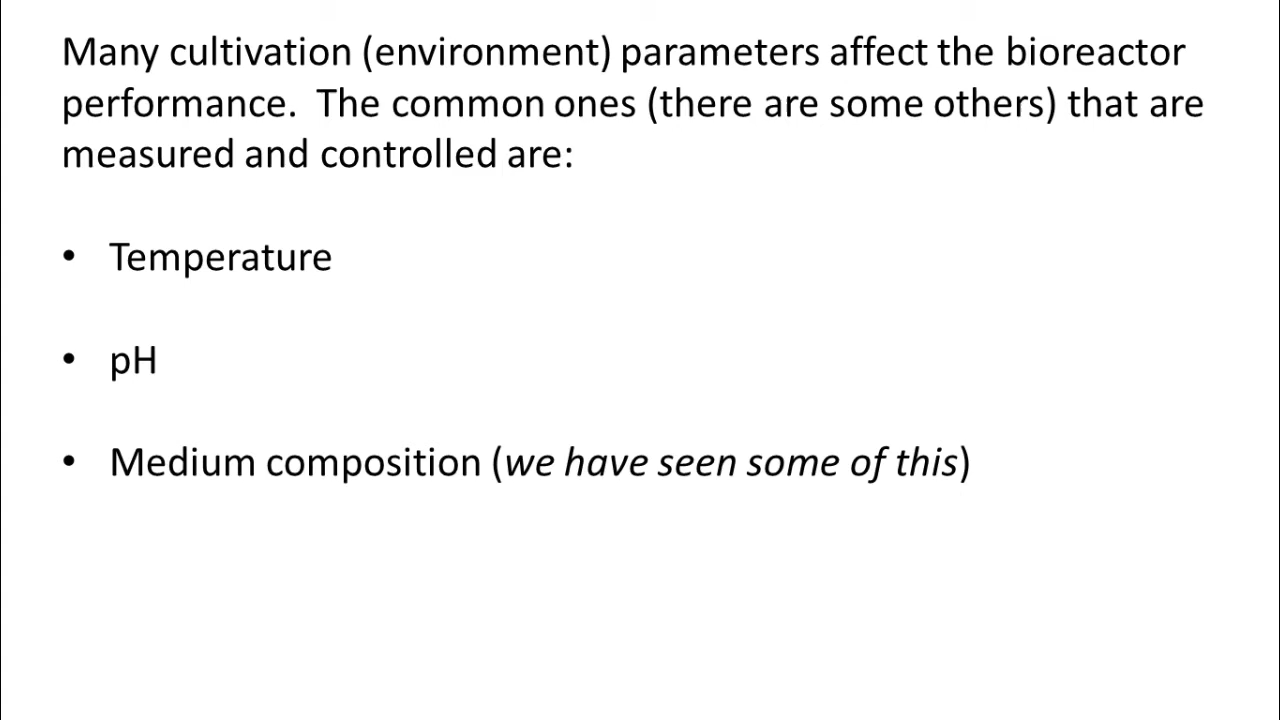 Many cultivation (environment) parameters affect the bioreactor
performance.  The common ones (there are some others) that are
measured and controlled are:
• Temperature
• pH
• Medium composition (we have seen some of this)